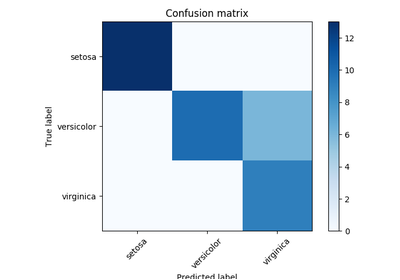 Confusion matrix
setosa
versicolor
virginica
True label
setosa
versicolor
virginica
Predicted label
12
10
8
6
4
2
0